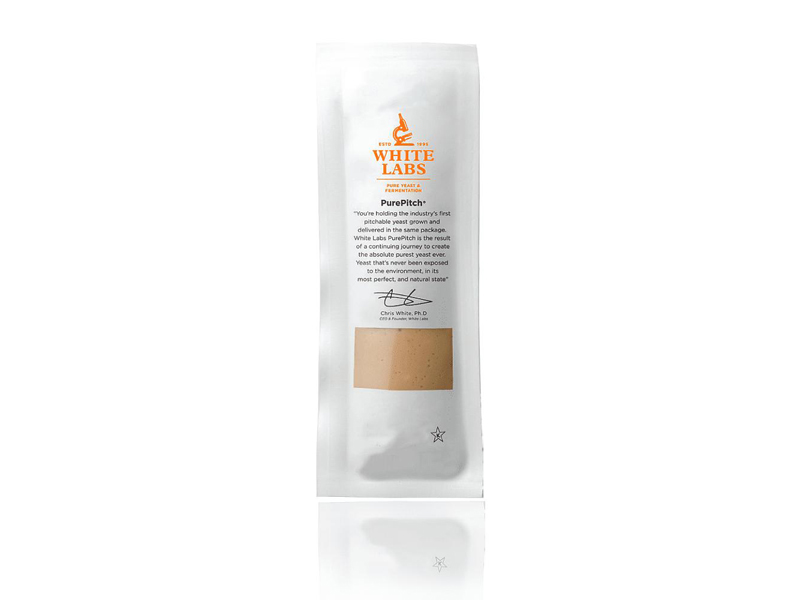 ESTD 1995
WHITE
LABS
PURE YEAST &
FERMENTATION
PurePitch®
"You're holding the industry's first
pitchable yeast grown and
delivered in the same package.
White Labs PurePitch is the result
of a continuing journey to create
the absolute purest yeast ever.
Yeast that's never been exposed
to the environment, in its
most perfect, and natural state"
Chris White, Ph.D
CEO & Founder, White Labs
K